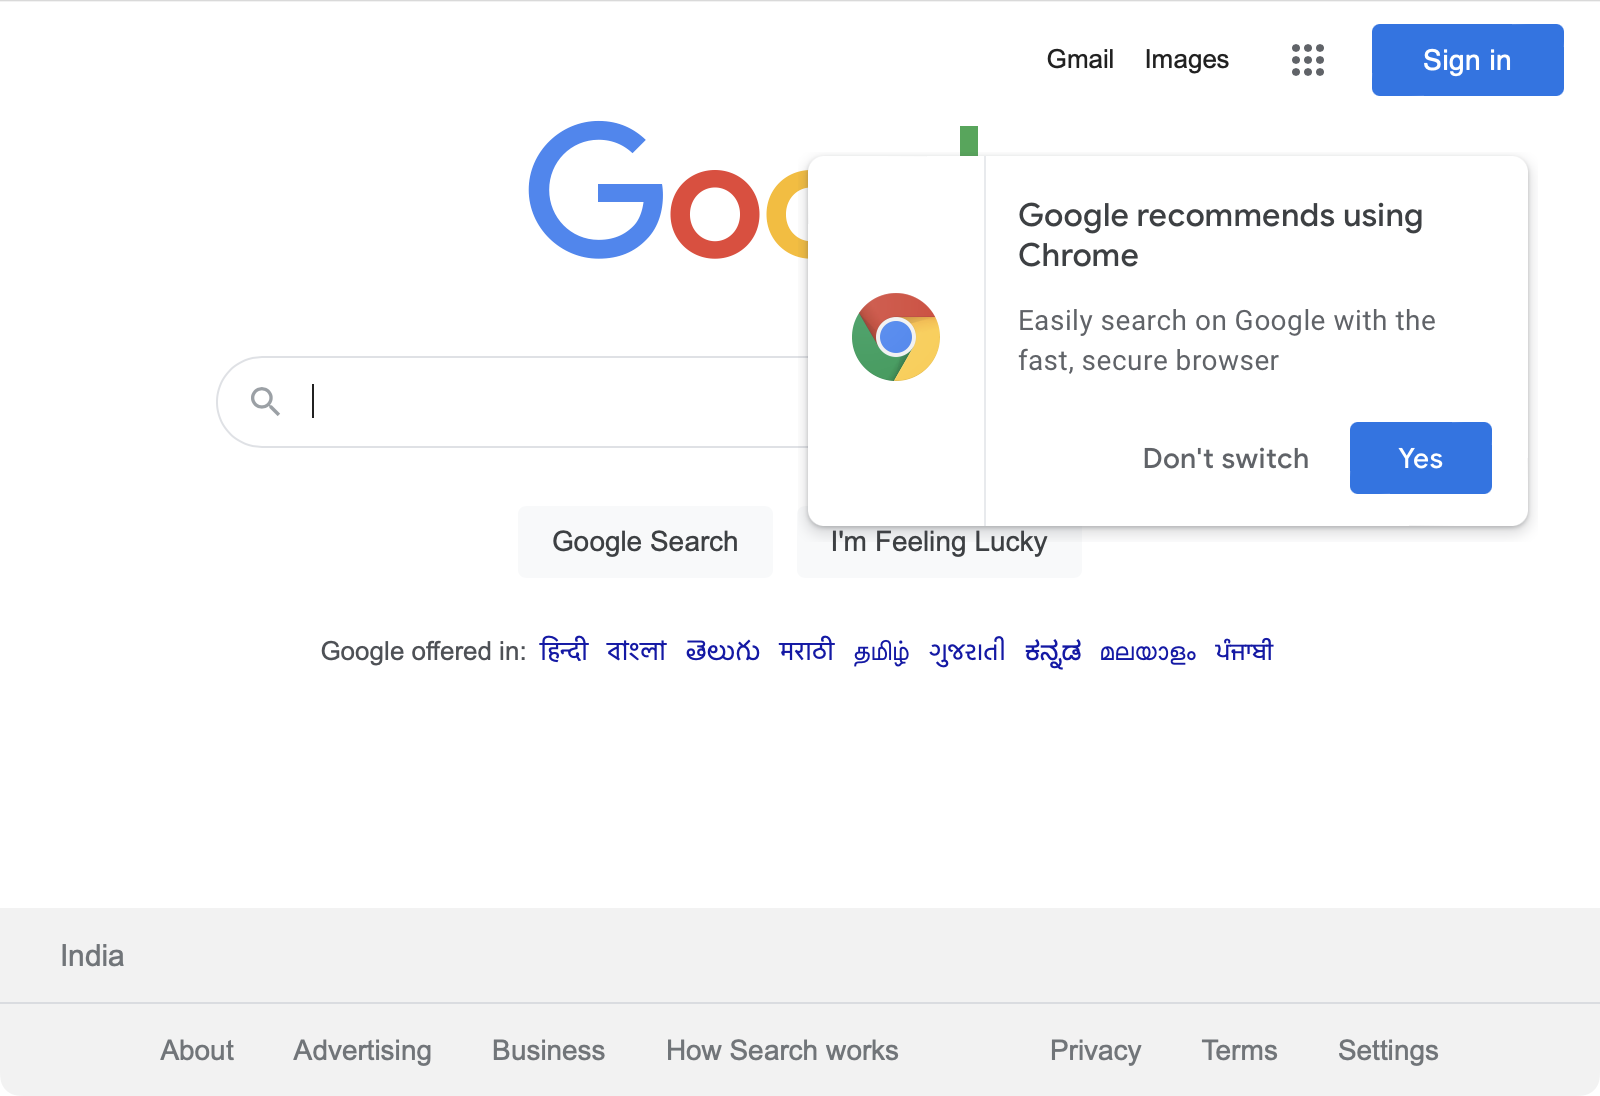 Gmail Images Sign in
Goo
Google recommends using
Chrome
Easily search on Google with the
fast, secure browser
Don't switch Yes
Google Search I'm Feeling Lucky
Google offered in: हिन्दी বাংলা తెలుగు मराठी தமிழ் ગુજરાતી ಕನ್ನಡ മലയാളം ਪੰਜਾਬੀ
India
About Advertising Business How Search works Privacy Terms Settings